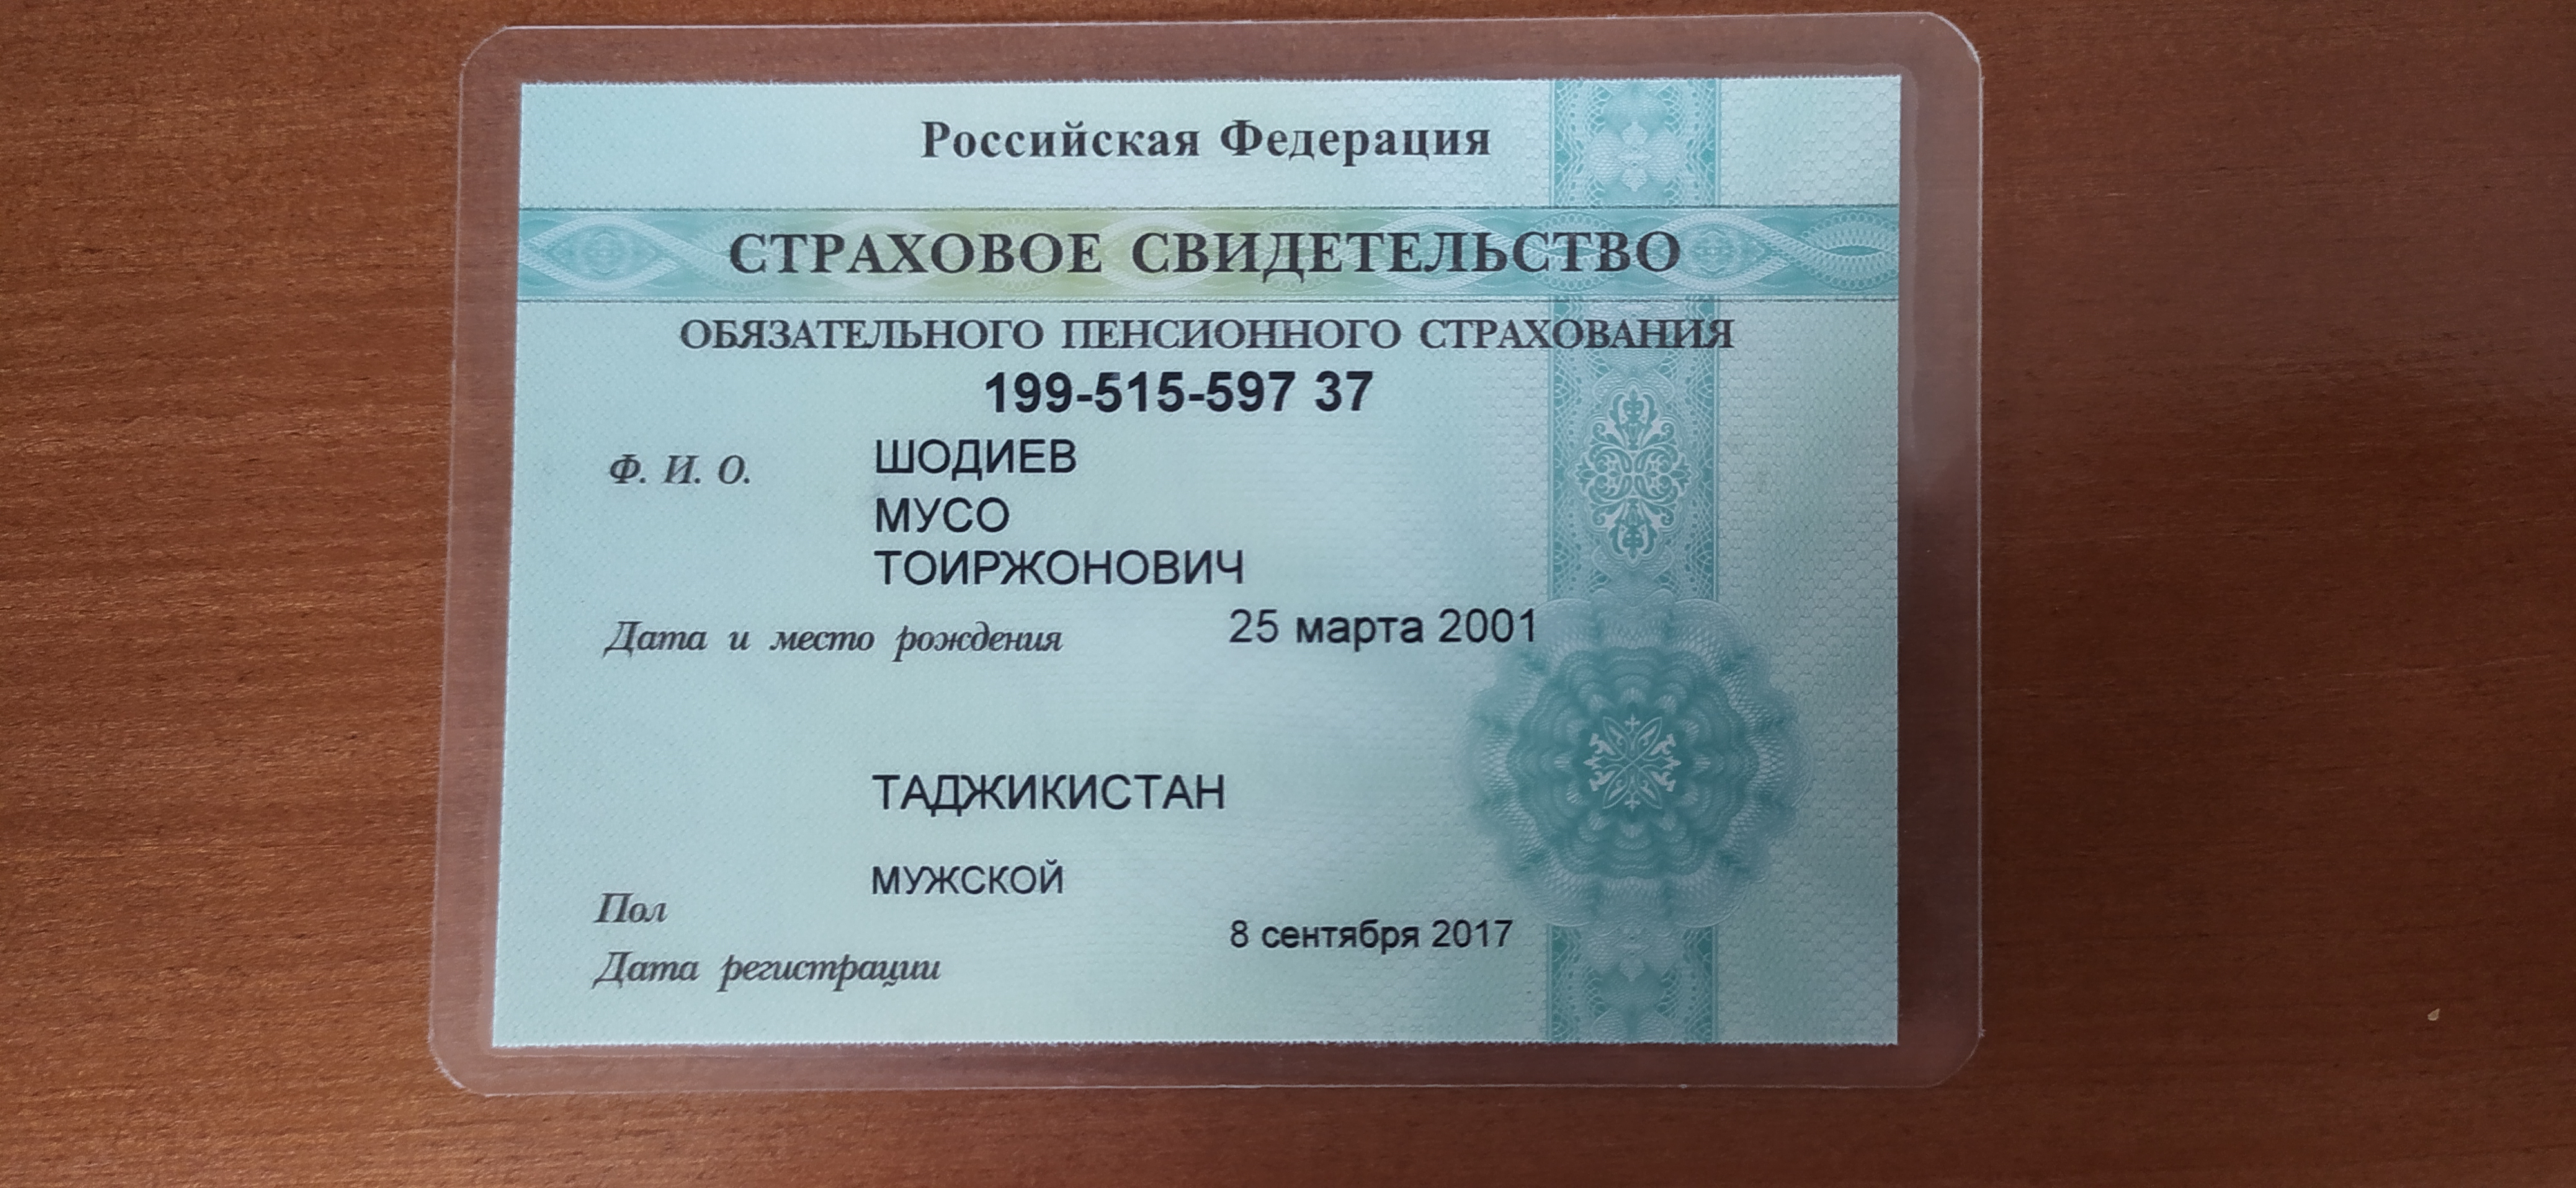 Российская Федерация
СТРАХОВОЕ СВИДЕТЕЛЬСТВО
ОБЯЗАТЕЛЬНОГО ПЕНСИОННОГО СТРАХОВАНИЯ
199-515-597 37
Ф. И. О. ШОДИЕВ
МУСО
ТОИРЖОНОВИЧ
Дата и место рождения 25 марта 2001
ТАДЖИКИСТАН
Пол МУЖСКОЙ
Дата регистрации 8 сентября 2017